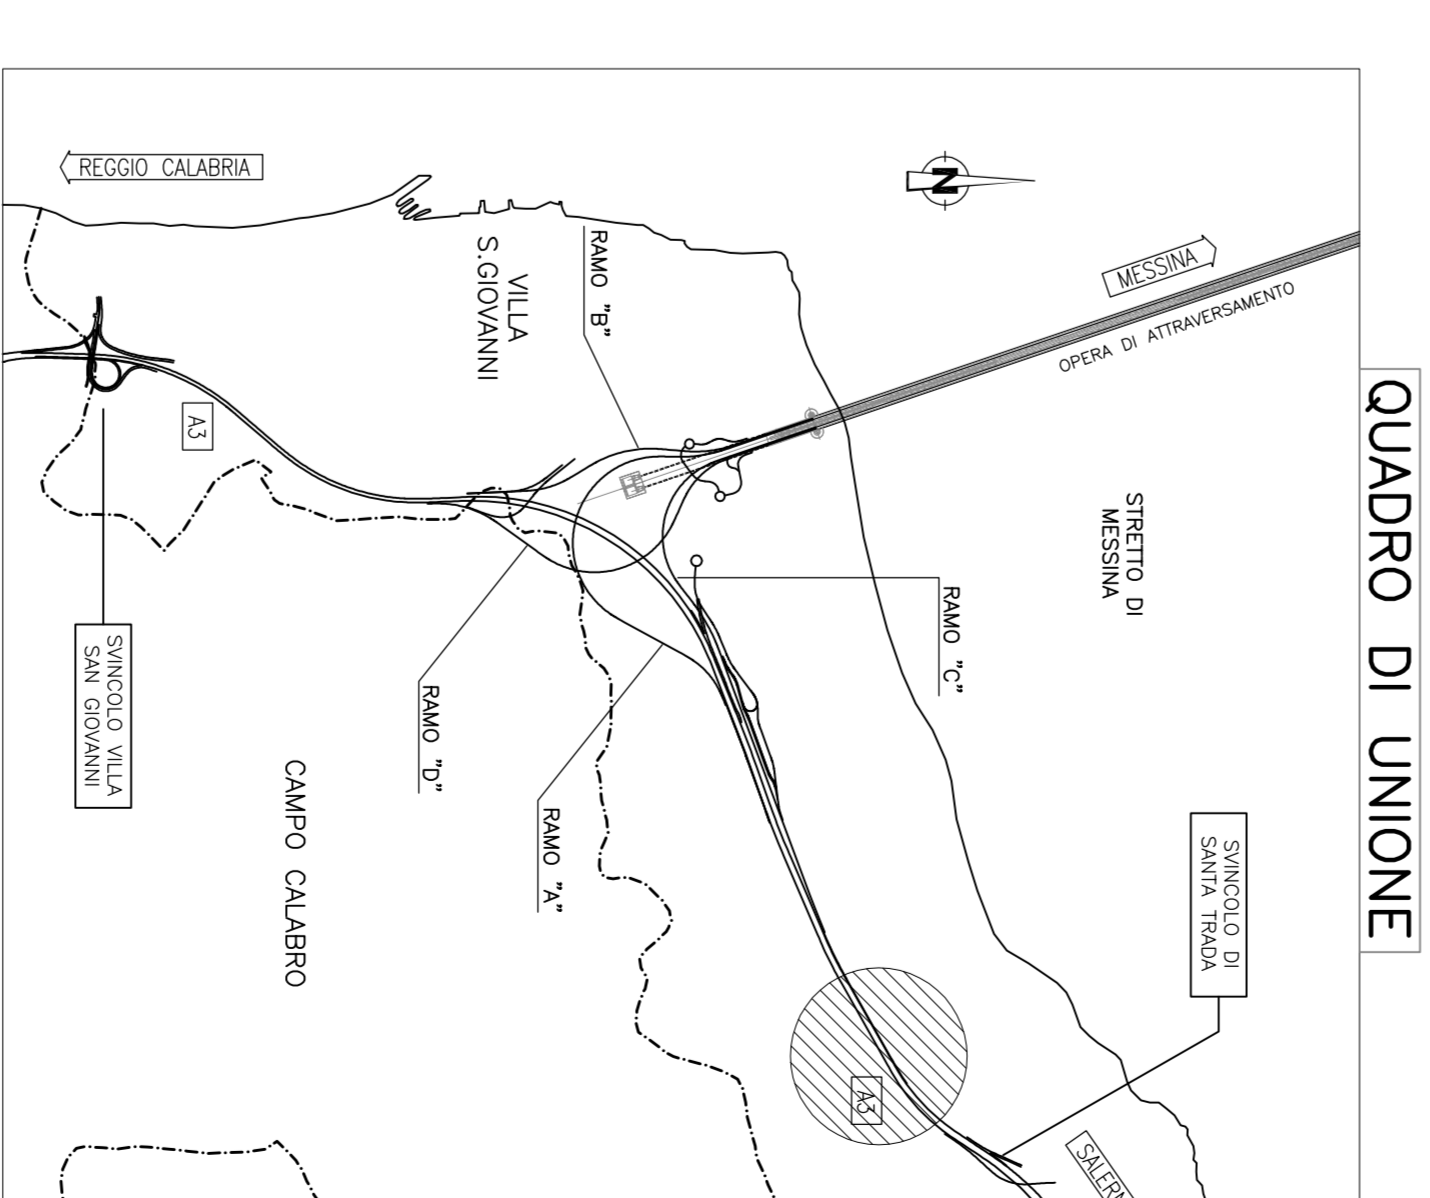 QUADRO DI UNIONE
REGGIO CALABRIA
N
MESSINA
OPERA DI ATTRAVERSAMENTO
VILLA
S.GIOVANNI
RAMO "B"
STRETTO DI
MESSINA
A3
RAMO "C"
SVINCOLO VILLA
SAN GIOVANNI
RAMO "D"
RAMO "A"
CAMPO CALABRO
SVINCOLO DI
SANTA TRADA
A3
SALERN